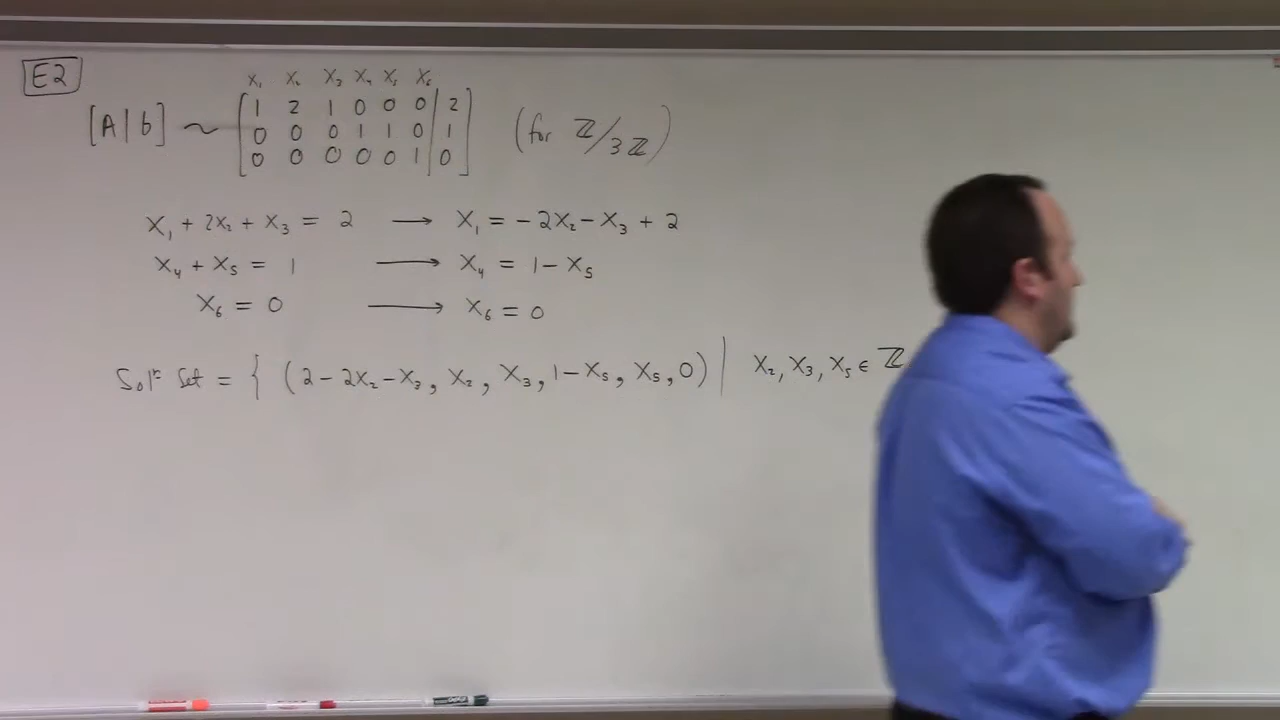 E2
X₁ X₂ X₃ X₄ X₅ X₆
[A|b] ~ [1 2 1 0 0 0 | 2] (for ℤ/3ℤ)
[0 0 0 1 1 0 | 1]
[0 0 0 0 0 1 | 0]
X₁ + 2X₂ + X₃ = 2 → X₁ = -2X₂ - X₃ + 2
X₄ + X₅ = 1 → X₄ = 1 - X₅
X₆ = 0 → X₆ = 0
Solⁿ Set = { (2 - 2X₂ - X₃, X₂, X₃, 1 - X₅, X₅, 0) | X₂, X₃, X₅ ∈ ℤ